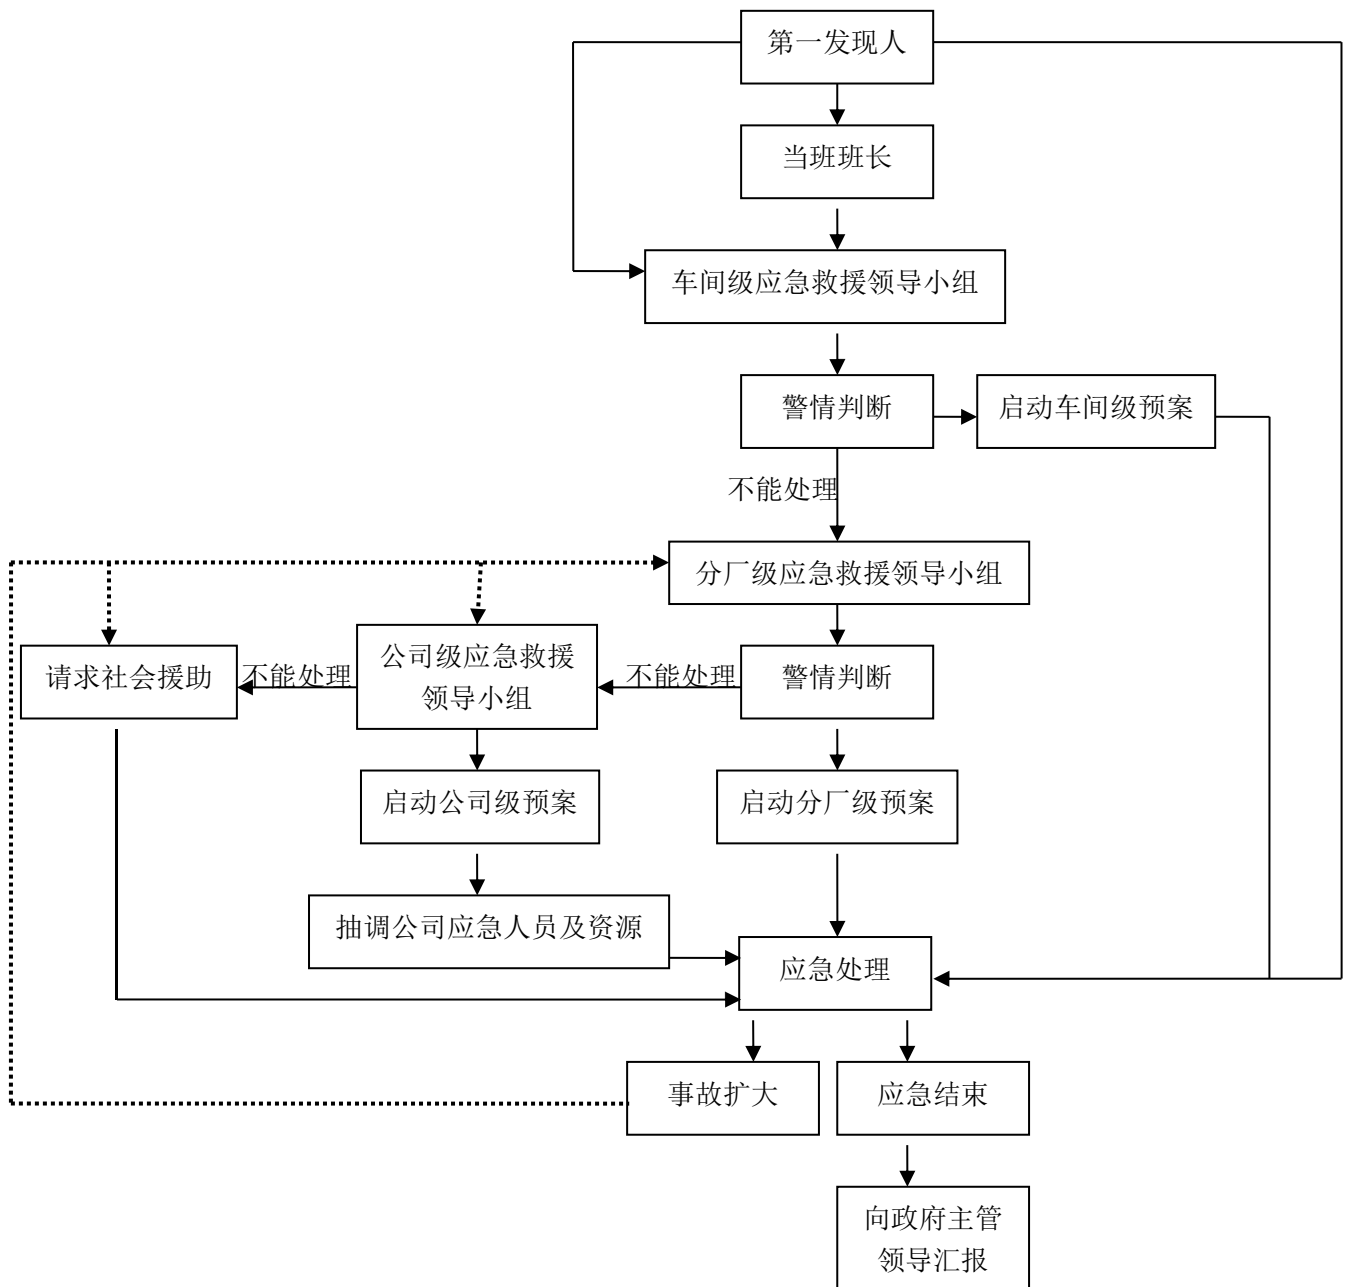 第一发现人
当班班长
车间级应急救援领导小组
警情判断
启动车间级预案
不能处理
分厂级应急救援领导小组
请求社会援助
不能处理
公司级应急救援
领导小组
不能处理
警情判断
启动公司级预案
启动分厂级预案
抽调公司应急人员及资源
应急处理
事故扩大
应急结束
向政府主管
领导汇报